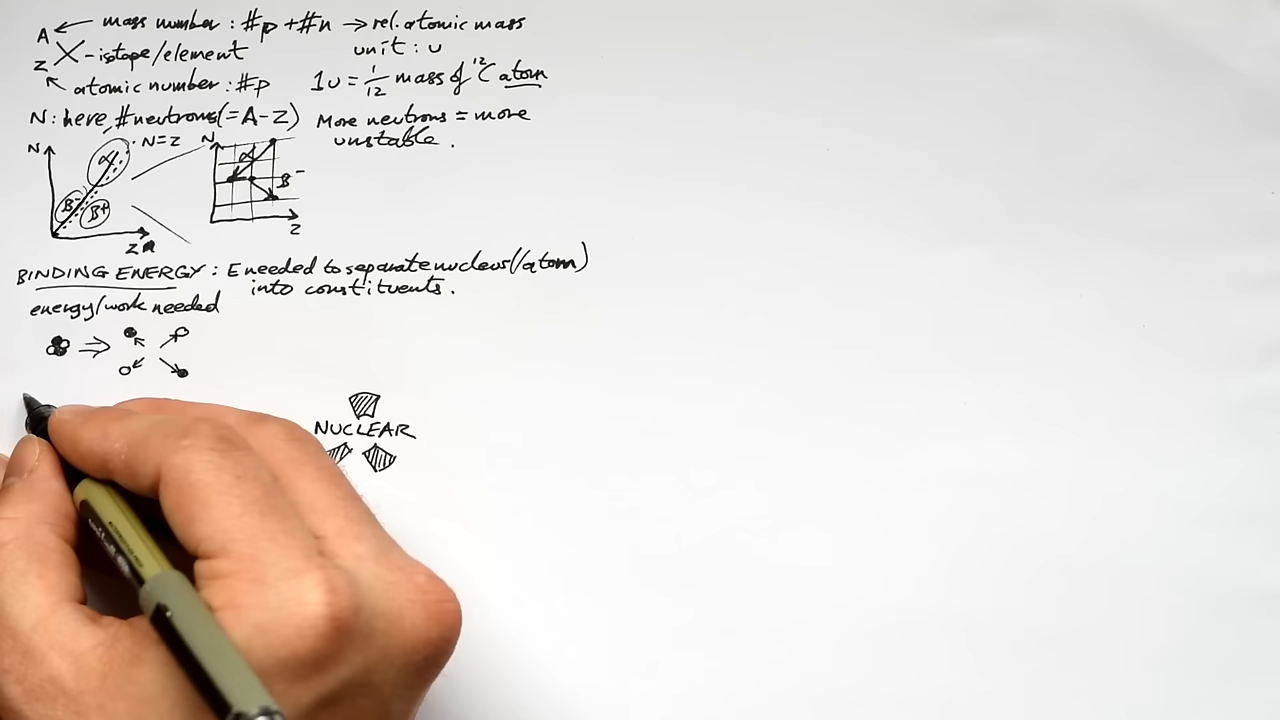 A ← mass number : #p + #n → rel. atomic mass
X - istope/element unit : u
Z ↖ atomic number : #p 1u = 1/12 mass of ¹²C atom
N : here, #neutrons (= A - Z) More neutrons = more
unstable.
N α N=Z
β⁻ β⁺
Z
N α β⁻
Z
BINDING ENERGY : E needed to separate nucleus (/atom)
into constituents.
energy/work needed
NUCLEAR